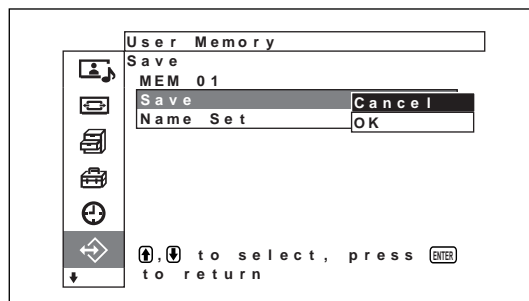 User Memory
Save
MEM 01
Save Cancel
Name Set OK
, to select, press ENTER
to return